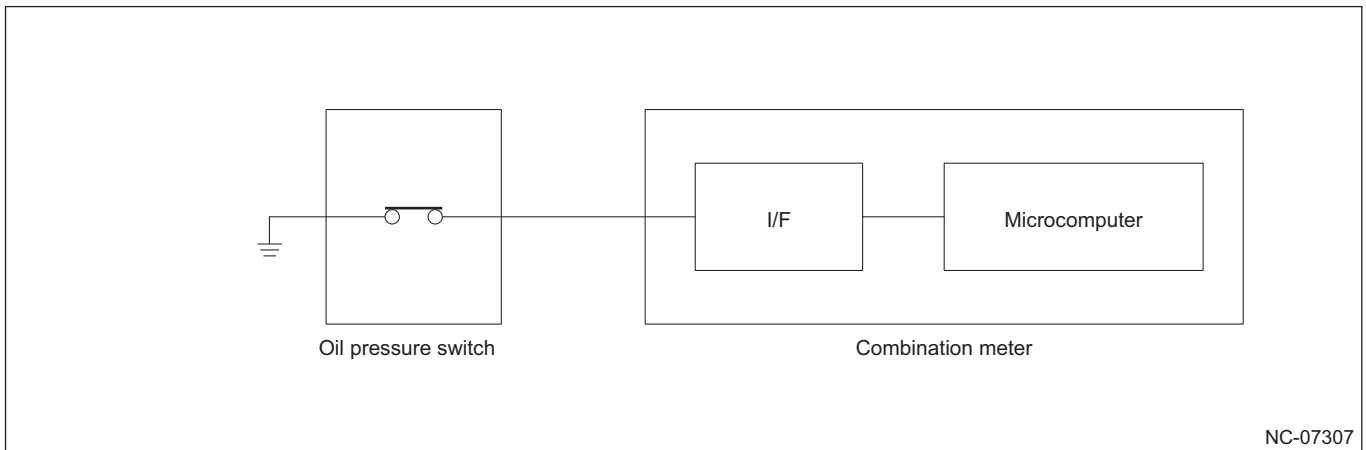 I/F
Microcomputer
Oil pressure switch
Combination meter
NC-07307